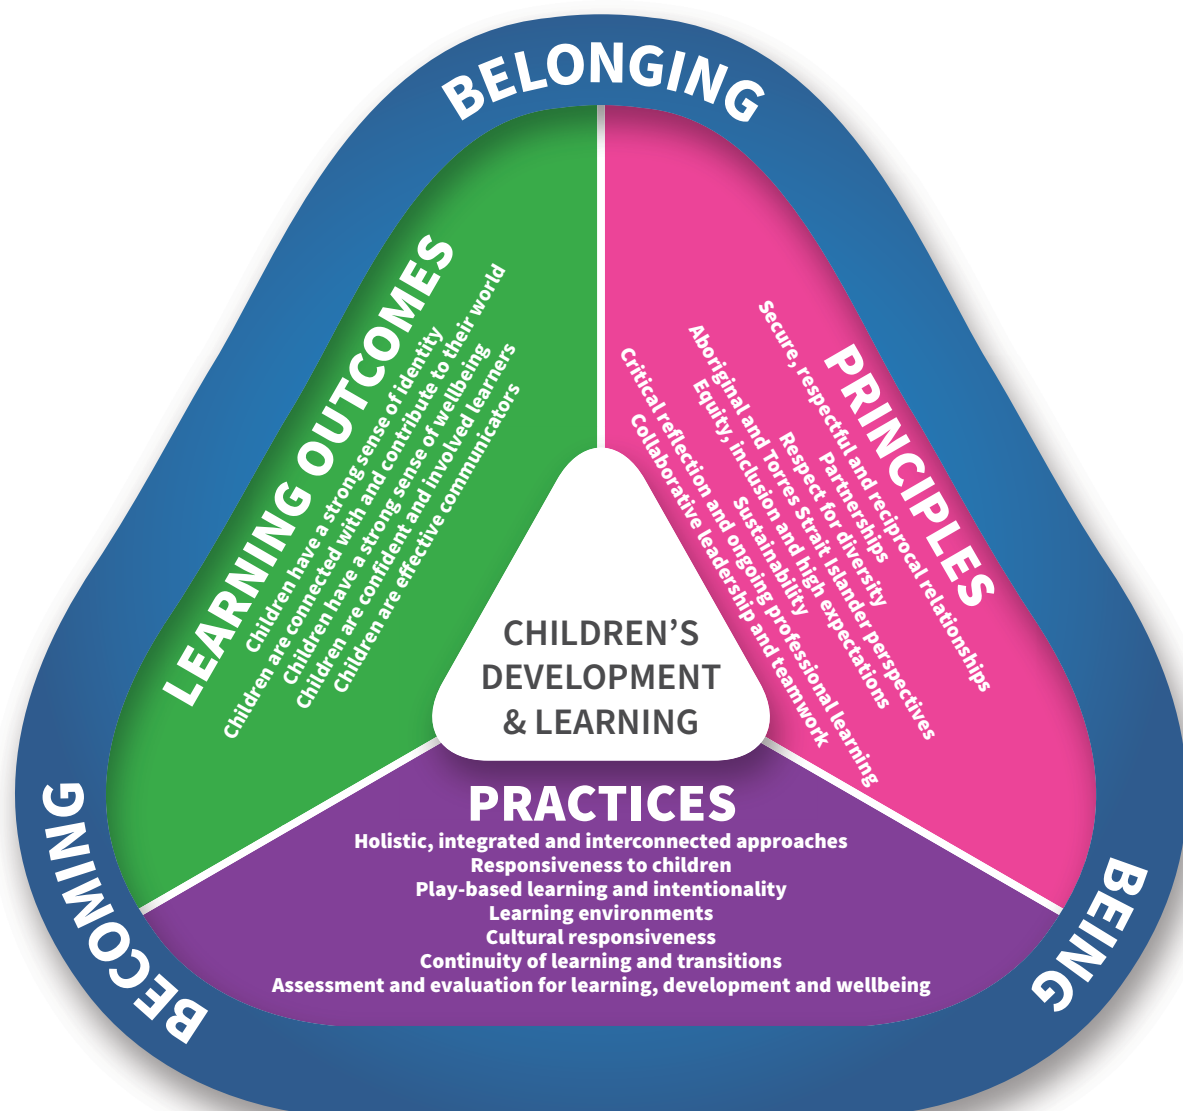 BELONGING
LEARNING OUTCOMES
Children have a strong sense of identity
Children are connected with and contribute to their world
Children have a strong sense of wellbeing
Children are confident and involved learners
Children are effective communicators
PRINCIPLES
Secure, respectful and reciprocal relationships
Partnerships
Respect for diversity
Aboriginal and Torres Strait Islander perspectives
Equity, inclusion and high expectations
Sustainability
Critical reflection and ongoing professional learning
Collaborative leadership and teamwork
CHILDREN’S
DEVELOPMENT
& LEARNING
PRACTICES
Holistic, integrated and interconnected approaches
Responsiveness to children
Play-based learning and intentionality
Learning environments
Cultural responsiveness
Continuity of learning and transitions
Assessment and evaluation for learning, development and wellbeing
BECOMING
BEING